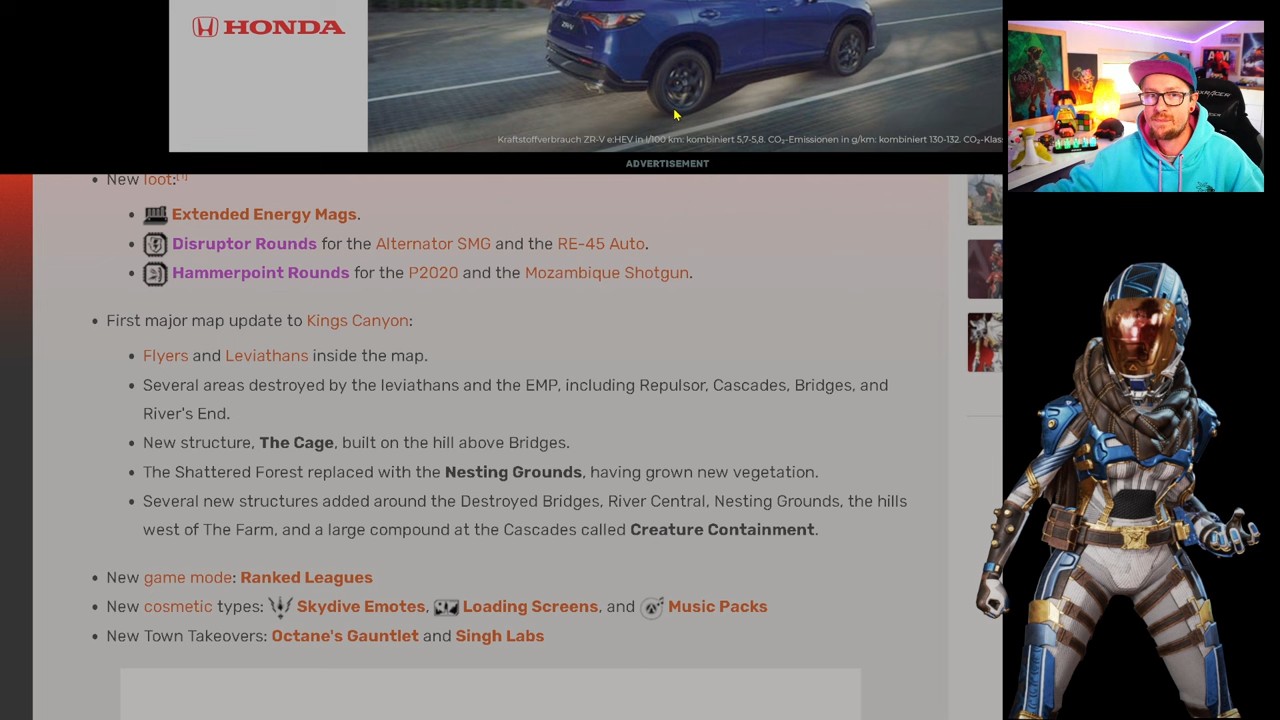 HONDA
Kraftstoffverbrauch ZR-V e:HEV in l/100 km: kombiniert 5,7-5,8. CO₂-Emissionen in g/km: kombiniert 130-132. CO₂-Klas
ADVERTISEMENT
• New loot:[1]
• Extended Energy Mags.
• Disruptor Rounds for the Alternator SMG and the RE-45 Auto.
• Hammerpoint Rounds for the P2020 and the Mozambique Shotgun.
• First major map update to Kings Canyon:
• Flyers and Leviathans inside the map.
• Several areas destroyed by the leviathans and the EMP, including Repulsor, Cascades, Bridges, and
River's End.
• New structure, The Cage, built on the hill above Bridges.
• The Shattered Forest replaced with the Nesting Grounds, having grown new vegetation.
• Several new structures added around the Destroyed Bridges, River Central, Nesting Grounds, the hills
west of The Farm, and a large compound at the Cascades called Creature Containment.
• New game mode: Ranked Leagues
• New cosmetic types: Skydive Emotes, Loading Screens, and Music Packs
• New Town Takeovers: Octane's Gauntlet and Singh Labs